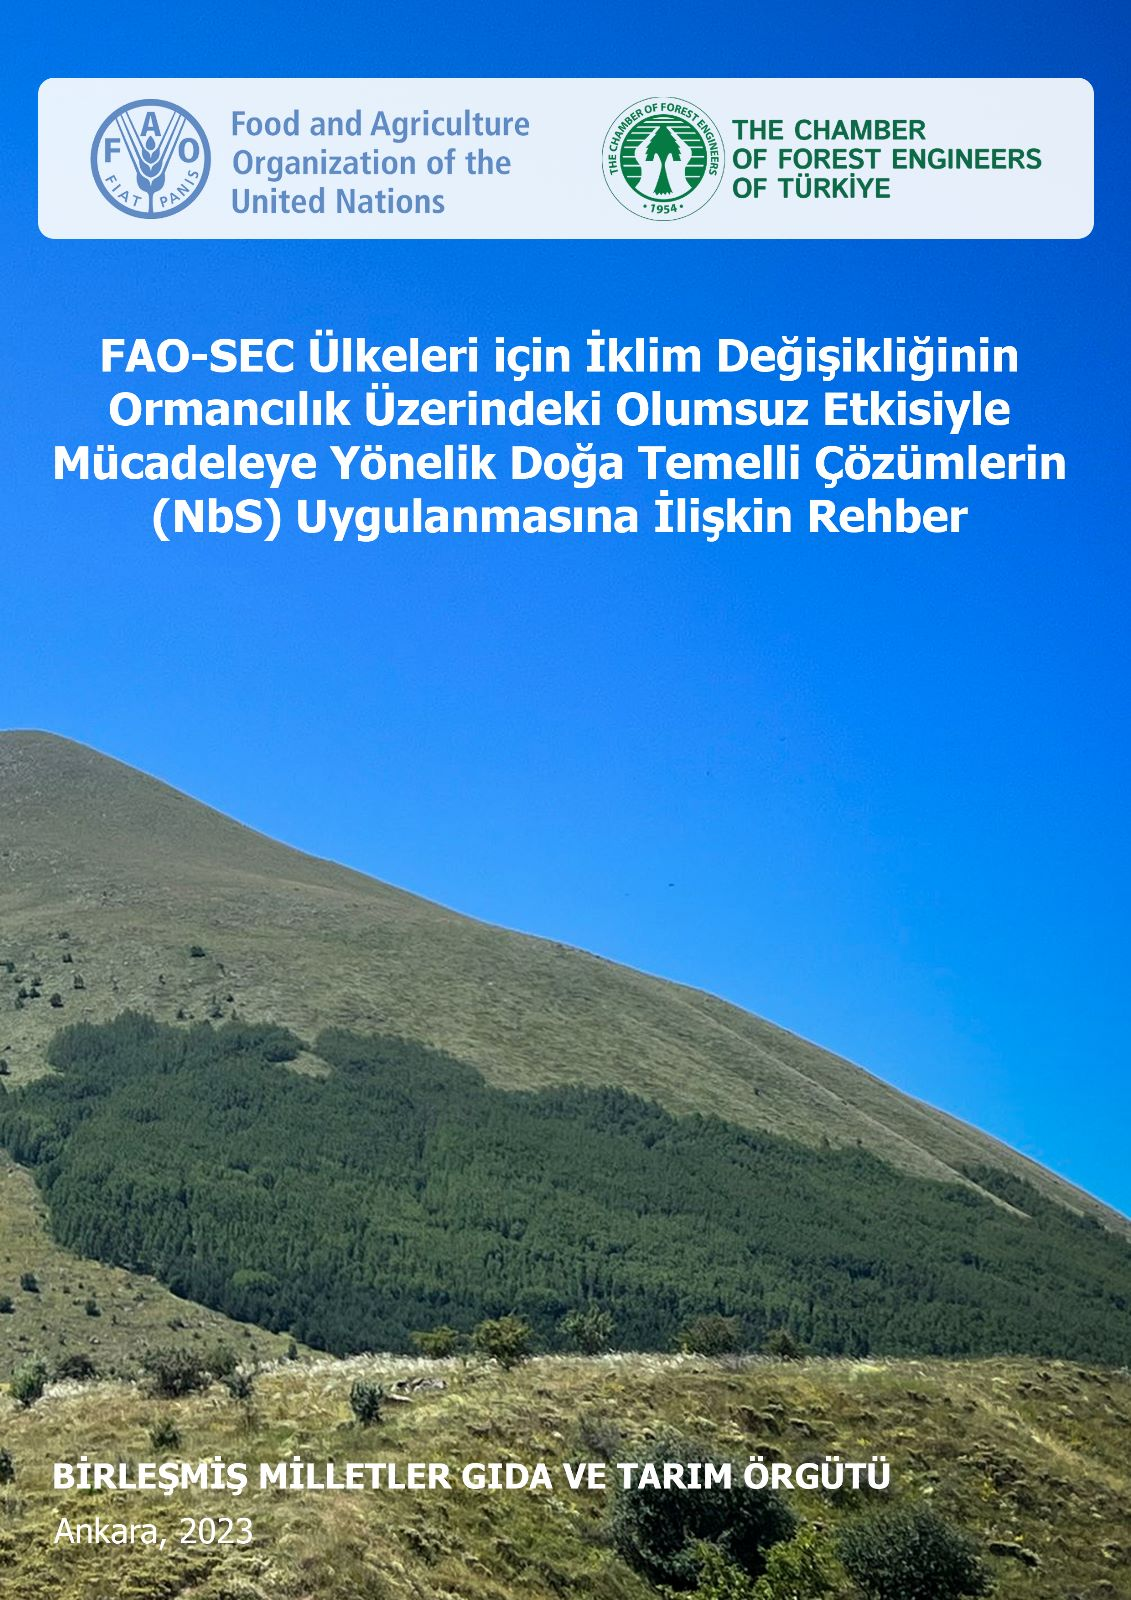 FAO
FIAT PANIS
Food and Agriculture
Organization of the
United Nations
THE CHAMBER OF FOREST ENGINEERS
• 1954 •
THE CHAMBER
OF FOREST ENGINEERS
OF TÜRKİYE
FAO-SEC Ülkeleri için İklim Değişikliğinin
Ormancılık Üzerindeki Olumsuz Etkisiyle
Mücadeleye Yönelik Doğa Temelli Çözümlerin
(NbS) Uygulanmasına İlişkin Rehber
BİRLEŞMİŞ MİLLETLER GIDA VE TARIM ÖRGÜTÜ
Ankara, 2023